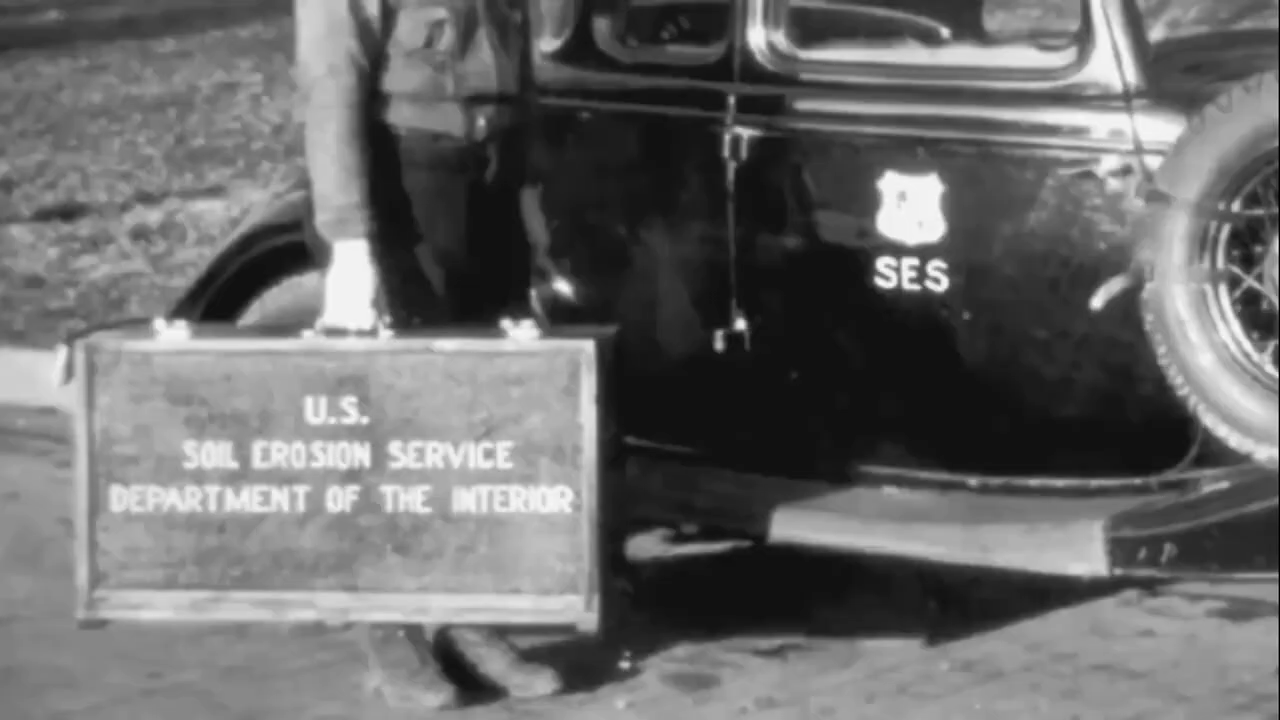 U.S.
SOIL EROSION SERVICE
DEPARTMENT OF THE INTERIOR
SES